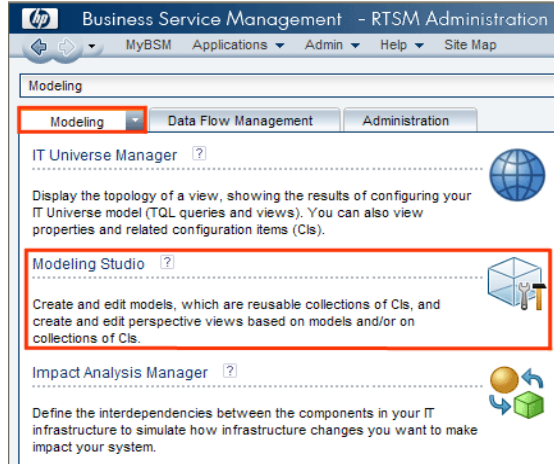 hp Business Service Management - RTSM Administration
MyBSM Applications Admin Help Site Map
Modeling
Modeling Data Flow Management Administration
IT Universe Manager ?
Display the topology of a view, showing the results of configuring your
IT Universe model (TQL queries and views). You can also view
properties and related configuration items (CIs).
Modeling Studio ?
Create and edit models, which are reusable collections of CIs, and
create and edit perspective views based on models and/or on
collections of CIs.
Impact Analysis Manager ?
Define the interdependencies between the components in your IT
infrastructure to simulate how infrastructure changes you want to make
impact your system.